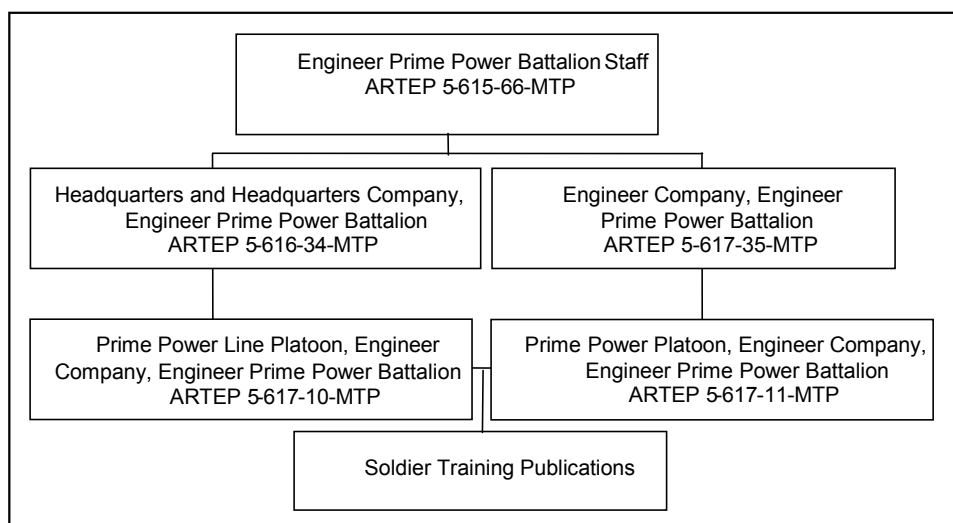 Engineer Prime Power Battalion Staff
ARTEP 5-615-66-MTP
Headquarters and Headquarters Company,
Engineer Prime Power Battalion
ARTEP 5-616-34-MTP
Engineer Company, Engineer
Prime Power Battalion
ARTEP 5-617-35-MTP
Prime Power Line Platoon, Engineer
Company, Engineer Prime Power Battalion
ARTEP 5-617-10-MTP
Prime Power Platoon, Engineer Company,
Engineer Prime Power Battalion
ARTEP 5-617-11-MTP
Soldier Training Publications